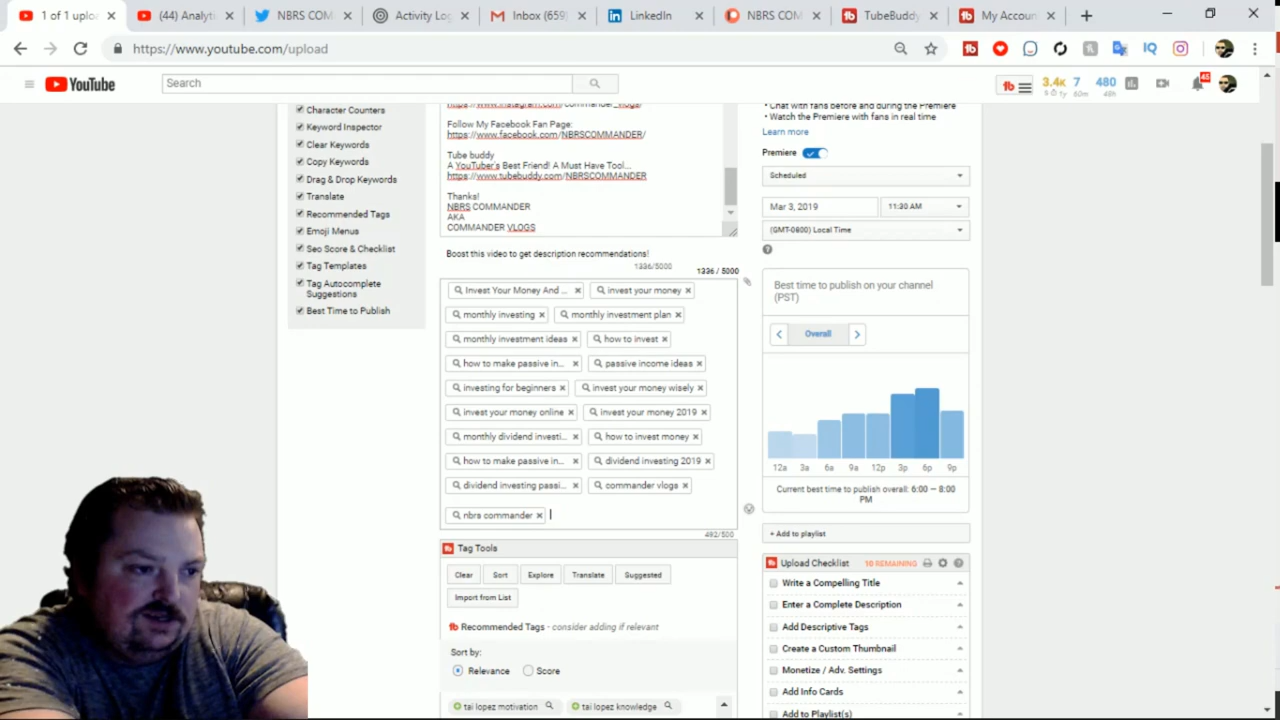 1 of 1 uploa
(44) Analyti
NBRS COM
Activity Log
Inbox (659)
LinkedIn
NBRS COM
TubeBuddy
My Accoun
https://www.youtube.com/upload
YouTube
Search
3.4K 7 480
1y 60m 48h
45
Character Counters
Keyword Inspector
Clear Keywords
Copy Keywords
Drag & Drop Keywords
Translate
Recommended Tags
Emoji Menus
Seo Score & Checklist
Tag Templates
Tag Autocomplete
Suggestions
Best Time to Publish
https://www.instagram.com/commander_vlogs/
Follow My Facebook Fan Page:
https://www.facebook.com/NBRSCOMMANDER/
Tube buddy
A YouTuber's Best Friend! A Must Have Tool...
https://www.tubebuddy.com/NBRSCOMMANDER
Thanks!
NBRS COMMANDER
AKA
COMMANDER VLOGS
Boost this video to get description recommendations!
1336/5000
1336 / 5000
Invest Your Money And ... invest your money
monthly investing monthly investment plan
monthly investment ideas how to invest
how to make passive in... passive income ideas
investing for beginners invest your money wisely
invest your money online invest your money 2019
monthly dividend investi... how to invest money
how to make passive in... dividend investing 2019
dividend investing passi... commander vlogs
nbrs commander
492/500
Tag Tools
Clear Sort Explore Translate Suggested
Import from List
Recommended Tags - consider adding if relevant
Sort by:
Relevance Score
tai lopez motivation tai lopez knowledge
• Chat with fans before and during the Premiere
• Watch the Premiere with fans in real time
Learn more
Premiere
Scheduled
Mar 3, 2019 11:30 AM
(GMT-0800) Local Time
Best time to publish on your channel
(PST)
Overall
12a 3a 6a 9a 12p 3p 6p 9p
Current best time to publish overall: 6:00 — 8:00
PM
+ Add to playlist
Upload Checklist 10 REMAINING
Write a Compelling Title
Enter a Complete Description
Add Descriptive Tags
Create a Custom Thumbnail
Monetize / Adv. Settings
Add Info Cards
Add to Playlist(s)